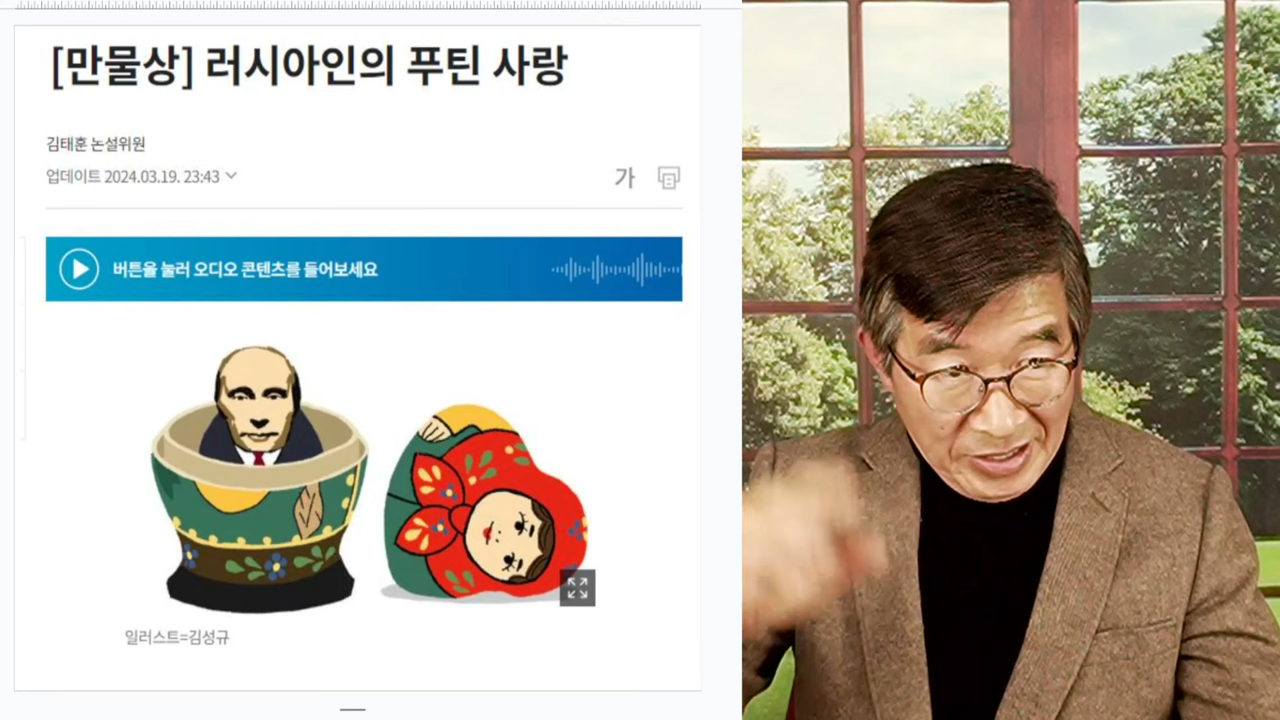 [만물상] 러시아인의 푸틴 사랑
김태훈 논설위원
업데이트 2024.03.19. 23:43
가
버튼을 눌러 오디오 콘텐츠를 들어보세요
일러스트=김성규